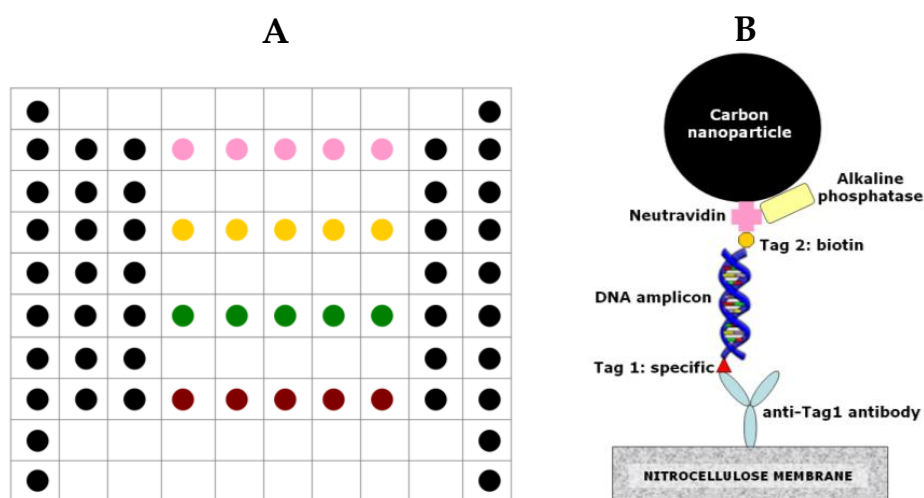 A
B
Carbon
nanoparticle
Alkaline
phosphatase
Neutravidin
Tag 2: biotin
DNA amplicon
Tag 1: specific
anti-Tag1 antibody
NITROCELLULOSE MEMBRANE